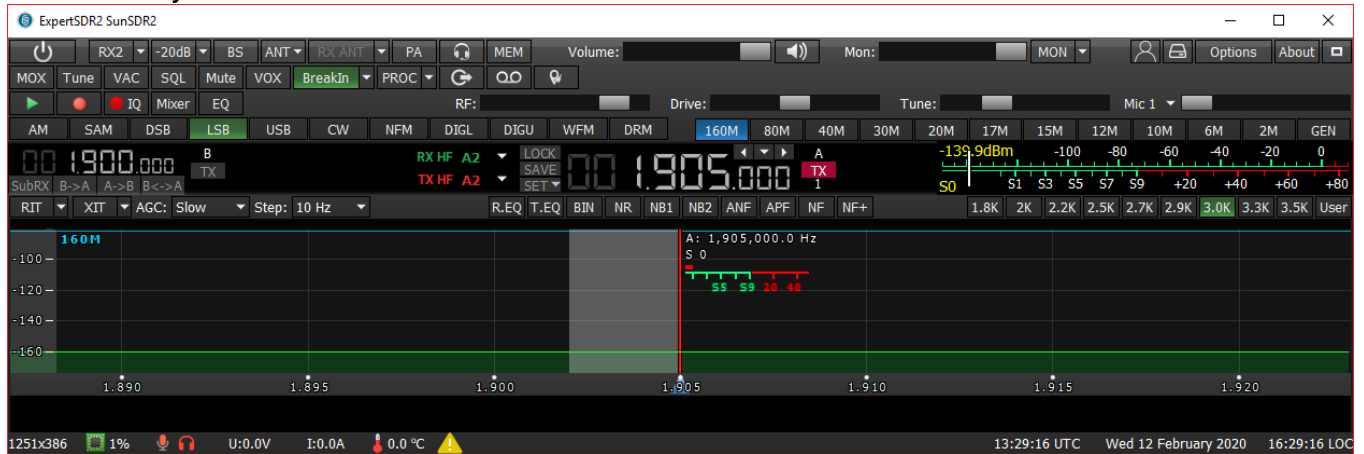 ExpertSDR2 SunSDR2
RX2 -20dB BS ANT RX ANT PA MEM Volume: Mon: MON Options About
MOX Tune VAC SQL Mute VOX BreakIn PROC
IQ Mixer EQ RF: Drive: Tune: Mic 1
AM SAM DSB LSB USB CW NFM DIGL DIGU WFM DRM 160M 80M 40M 30M 20M 17M 15M 12M 10M 6M 2M GEN
00 1.900.000 B TX RX HF A2 LOCK 00 1.905.000 A TX 1 -139.9dBm -100 -80 -60 -40 -20 0
SubRX B->A A->B B<->A TX HF A2 SAVE SET S0 S1 S3 S5 S7 S9 +20 +40 +60 +80
RIT XIT AGC: Slow Step: 10 Hz R.EQ T.EQ BIN NR NB1 NB2 ANF APF NF NF+ 1.8K 2K 2.2K 2.5K 2.7K 2.9K 3.0K 3.3K 3.5K User
160M A: 1,905,000.0 Hz
S 0
-100
S5 S9 20 40
-120
-140
-160
1.890 1.895 1.900 1.905 1.910 1.915 1.920
1251x386 1% U:0.0V I:0.0A 0.0 °C 13:29:16 UTC Wed 12 February 2020 16:29:16 LOC